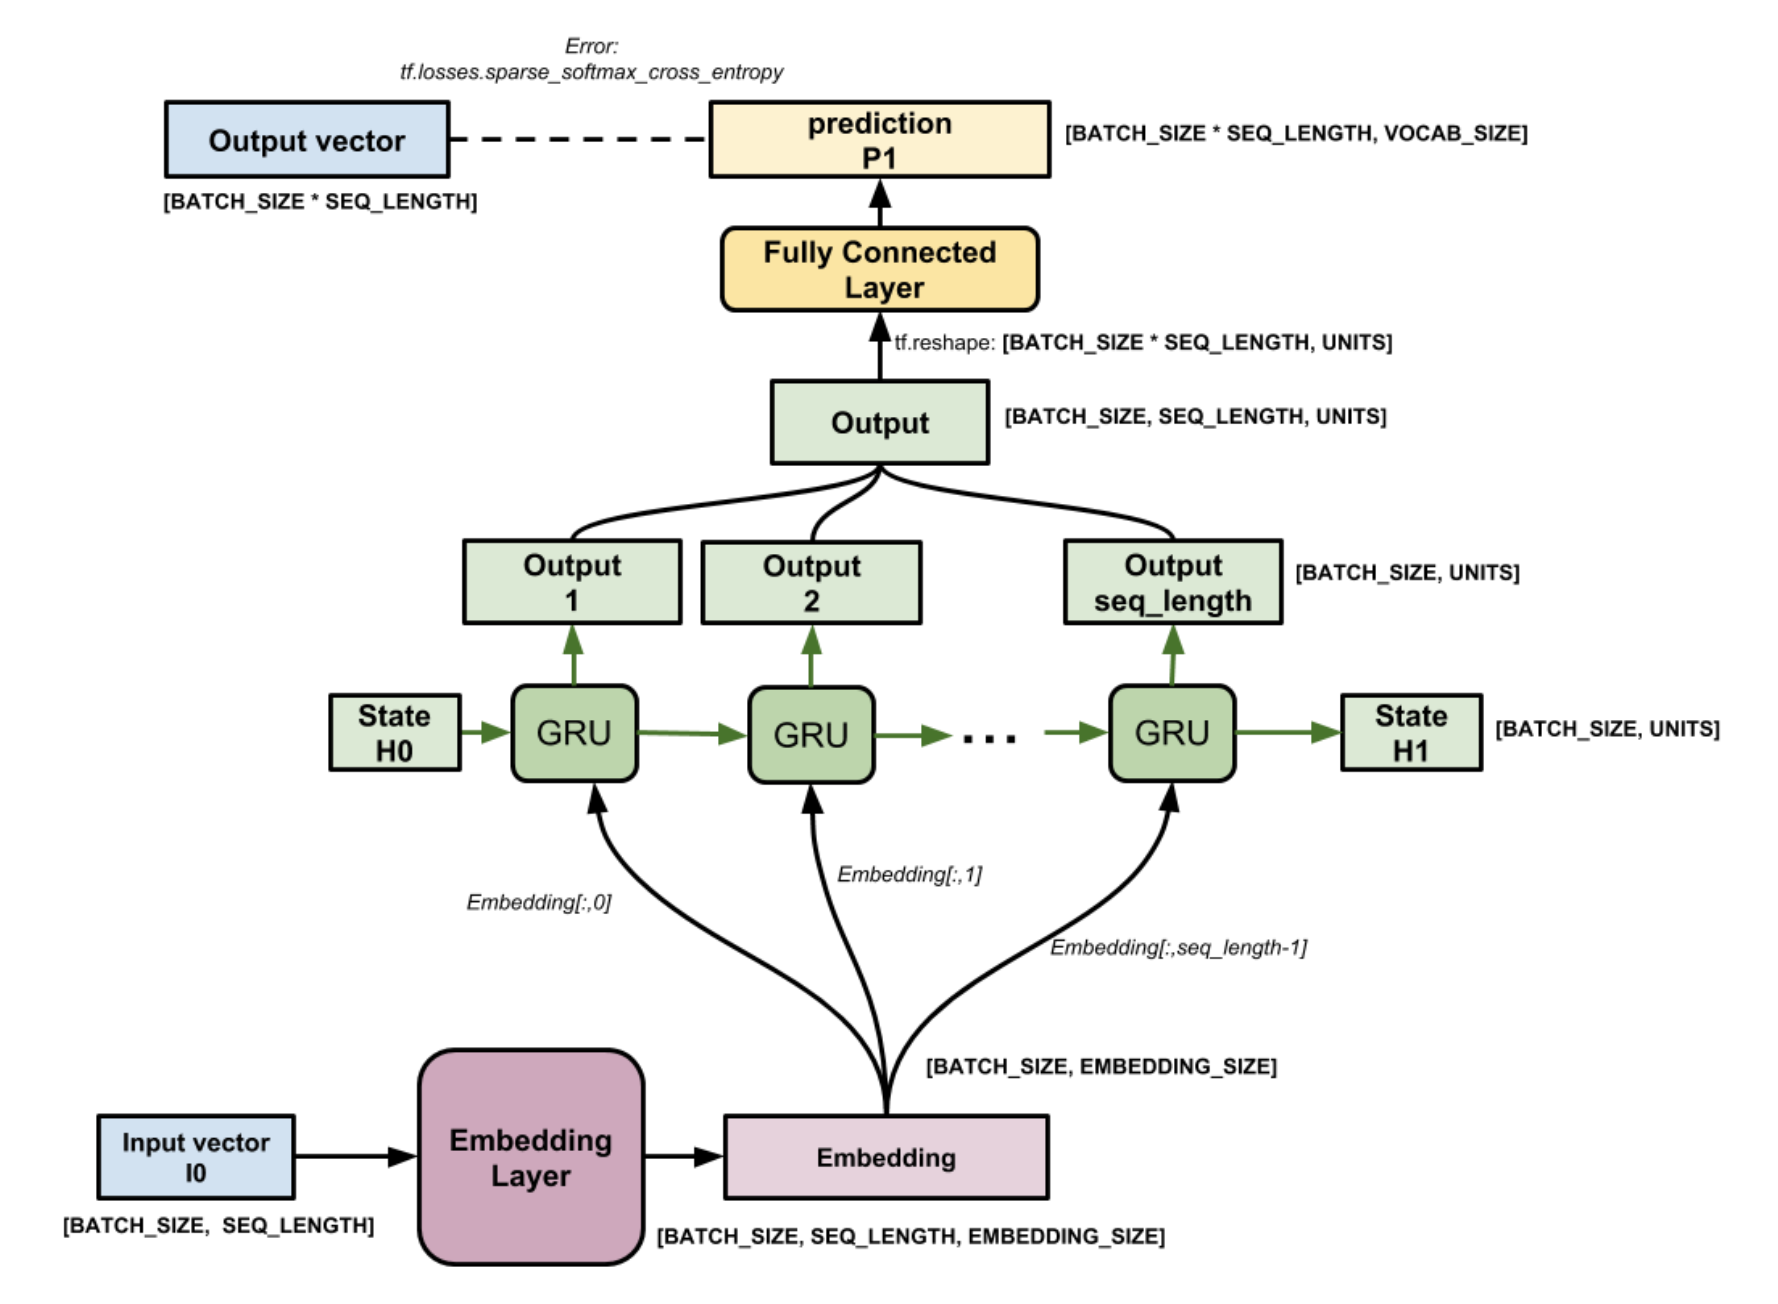 Error:
tf.losses.sparse_softmax_cross_entropy
Output vector
[BATCH_SIZE * SEQ_LENGTH]
prediction
P1
[BATCH_SIZE * SEQ_LENGTH, VOCAB_SIZE]
Fully Connected
Layer
tf.reshape: [BATCH_SIZE * SEQ_LENGTH, UNITS]
Output
[BATCH_SIZE, SEQ_LENGTH, UNITS]
Output
1
Output
2
Output
seq_length
[BATCH_SIZE, UNITS]
State
H0
GRU
GRU
...
GRU
State
H1
[BATCH_SIZE, UNITS]
Embedding[:,0]
Embedding[:,1]
Embedding[:,seq_length-1]
[BATCH_SIZE, EMBEDDING_SIZE]
Input vector
I0
[BATCH_SIZE,  SEQ_LENGTH]
Embedding
Layer
Embedding
[BATCH_SIZE, SEQ_LENGTH, EMBEDDING_SIZE]